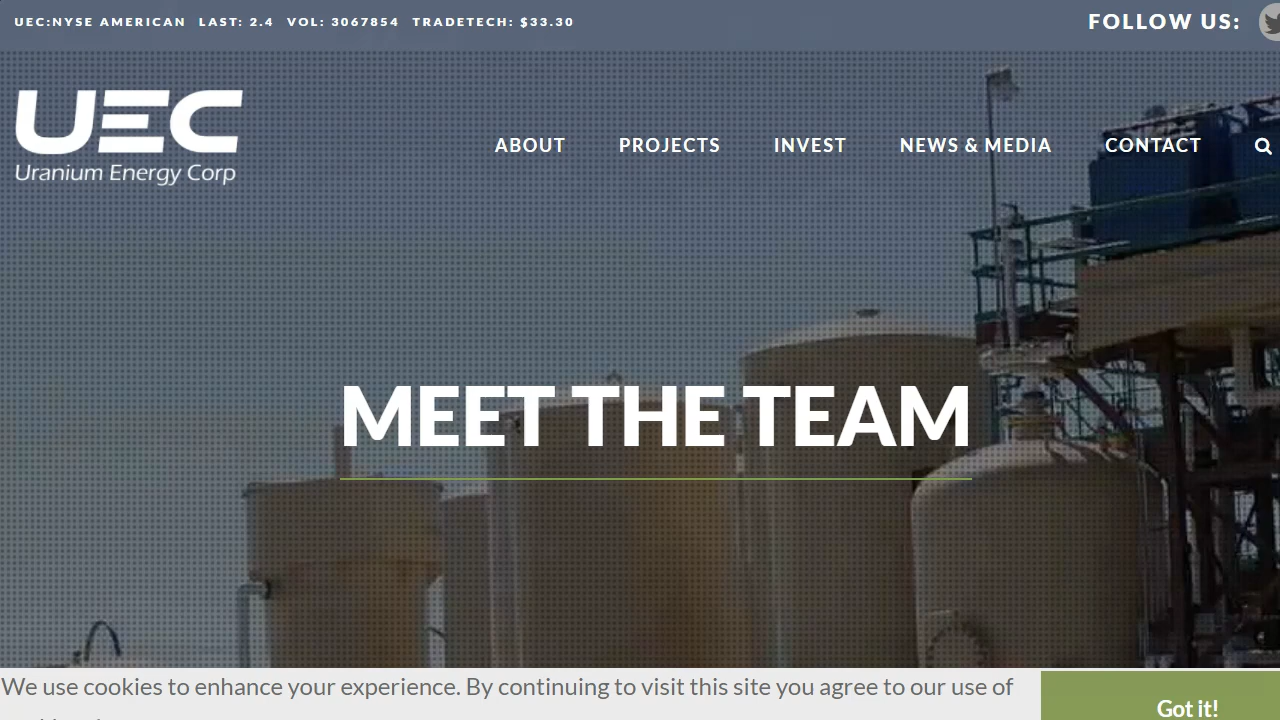 UEC:NYSE AMERICAN LAST: 2.4 VOL: 3067854 TRADETECH: $33.30
FOLLOW US:
UEC
Uranium Energy Corp
ABOUT PROJECTS INVEST NEWS & MEDIA CONTACT
MEET THE TEAM
We use cookies to enhance your experience. By continuing to visit this site you agree to our use of
Got it!